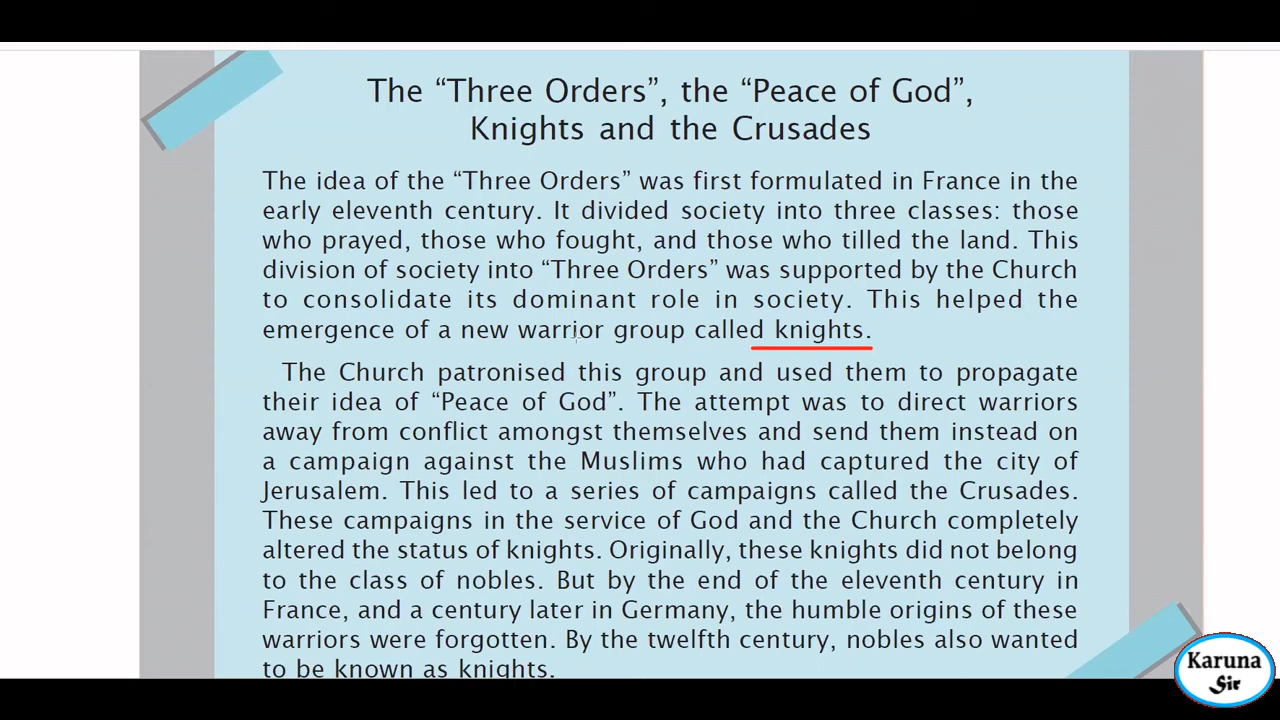 The “Three Orders”, the “Peace of God”,
Knights and the Crusades
The idea of the “Three Orders” was first formulated in France in the
early eleventh century. It divided society into three classes: those
who prayed, those who fought, and those who tilled the land. This
division of society into “Three Orders” was supported by the Church
to consolidate its dominant role in society. This helped the
emergence of a new warrior group called knights.
The Church patronised this group and used them to propagate
their idea of “Peace of God”. The attempt was to direct warriors
away from conflict amongst themselves and send them instead on
a campaign against the Muslims who had captured the city of
Jerusalem. This led to a series of campaigns called the Crusades.
These campaigns in the service of God and the Church completely
altered the status of knights. Originally, these knights did not belong
to the class of nobles. But by the end of the eleventh century in
France, and a century later in Germany, the humble origins of these
warriors were forgotten. By the twelfth century, nobles also wanted
to be known as knights.
Karuna
Sir